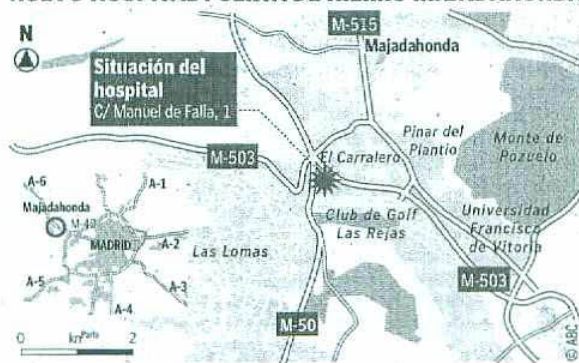 N
M-515
Majadahonda
Situación del
hospital
C/ Manuel de Falla, 1
M-503
El Carralero
Pinar del
Plantío
Monte de
Pozuelo
A-6
A-1
Majadahonda
M-40
MADRID
A-2
A-5
A-3
A-4
Las Lomas
Club de Golf
Las Rejas
Universidad
Francisco
de Vitoria
M-503
M-50
0 km 2
© ABC